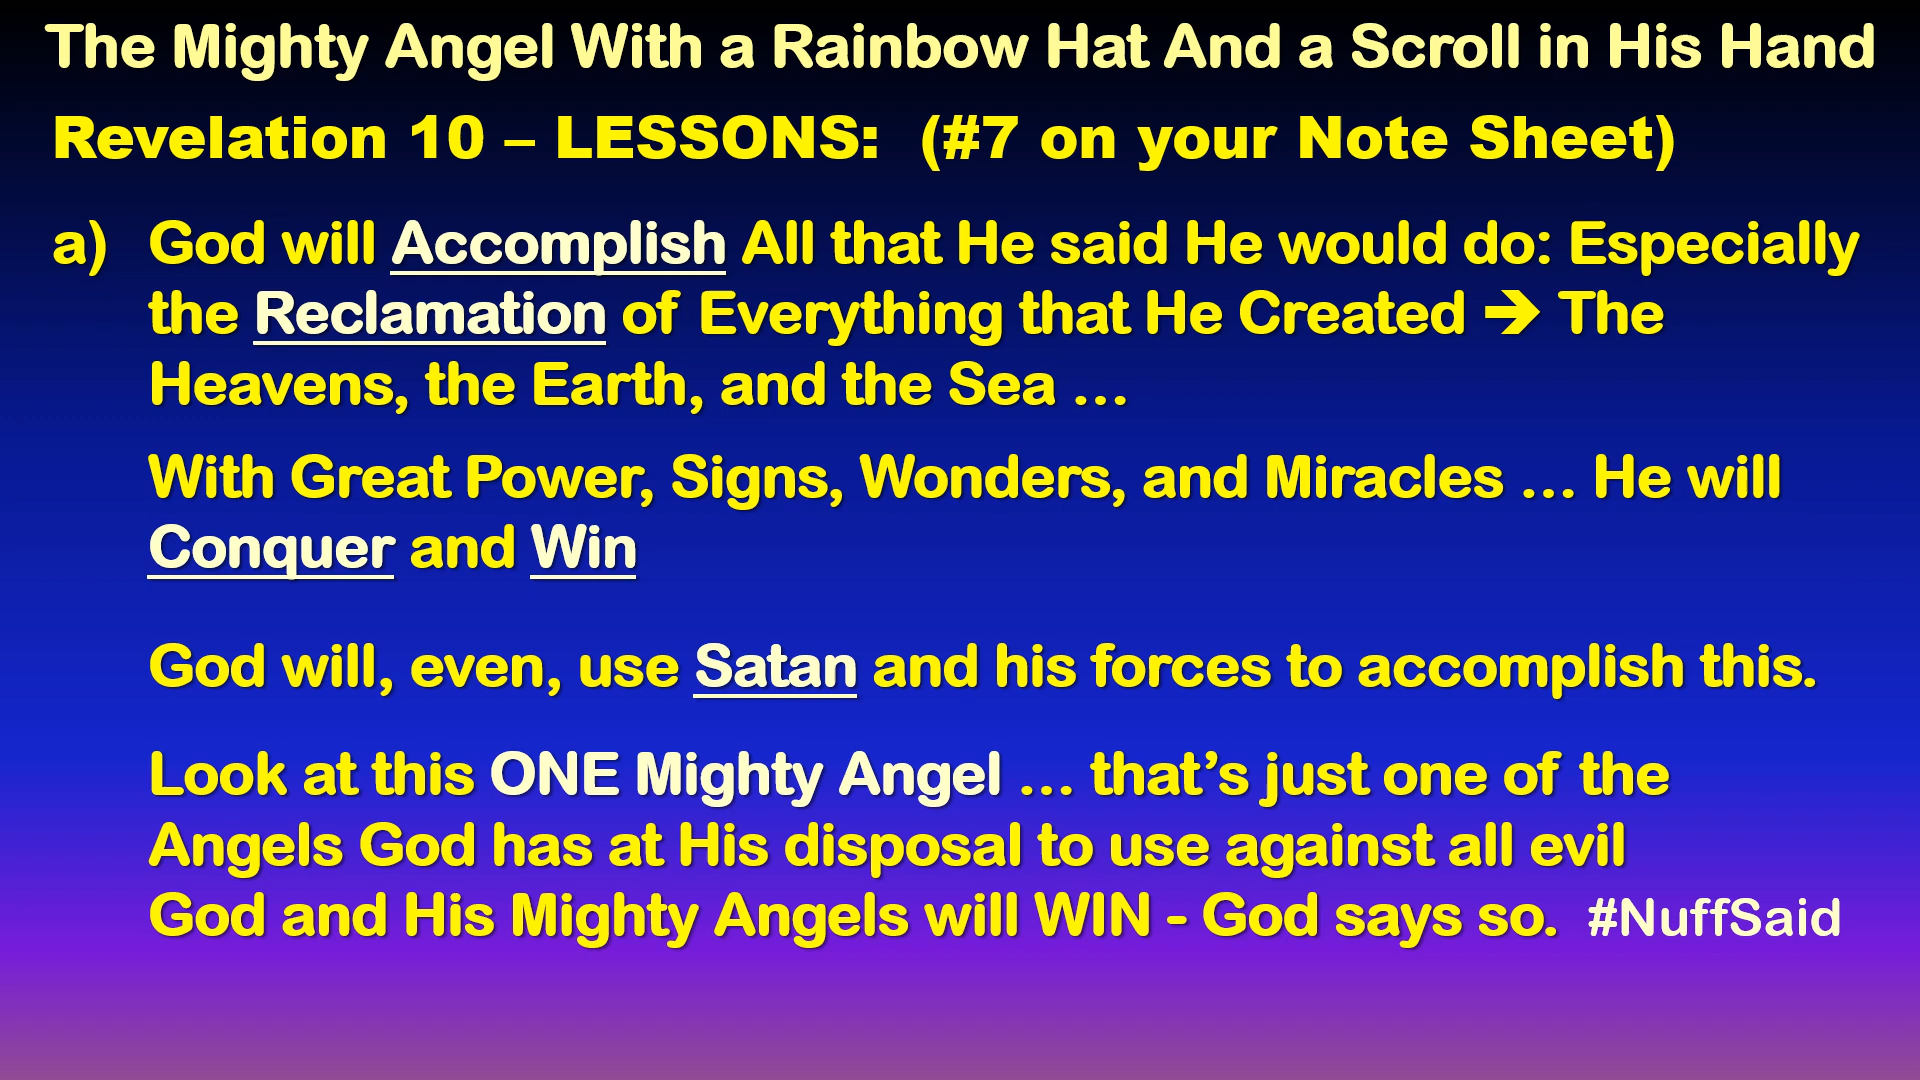 The Mighty Angel With a Rainbow Hat And a Scroll in His Hand
Revelation 10 – LESSONS:  (#7 on your Note Sheet)
a) God will Accomplish All that He said He would do: Especially
the Reclamation of Everything that He Created ➔ The
Heavens, the Earth, and the Sea …
With Great Power, Signs, Wonders, and Miracles … He will
Conquer and Win
God will, even, use Satan and his forces to accomplish this.
Look at this ONE Mighty Angel … that’s just one of the
Angels God has at His disposal to use against all evil
God and His Mighty Angels will WIN - God says so.  #NuffSaid